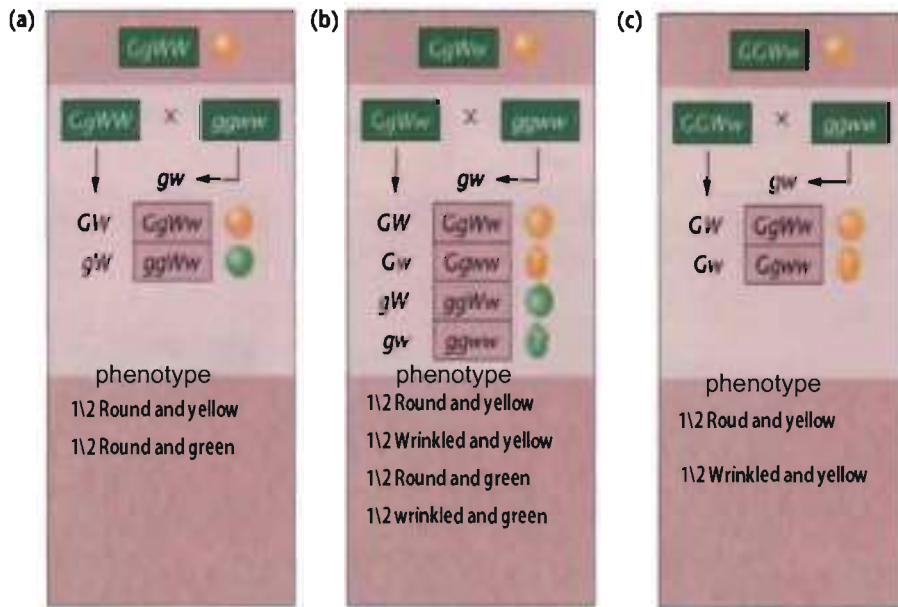 (a)
GgWW
GgWW x ggww
gw
GW GgWw
gW ggWw
phenotype
1\2 Round and yellow
1\2 Round and green
(b)
GgWw
GgWw x ggww
gw
GW GgWw
Gw Ggww
gW ggWw
gw ggww
phenotype
1\2 Round and yellow
1\2 Wrinkled and yellow
1\2 Round and green
1\2 wrinkled and green
(c)
GGWw
GGWw x ggww
gw
GW GgWw
Gw Ggww
phenotype
1\2 Roud and yellow
1\2 Wrinkled and yellow